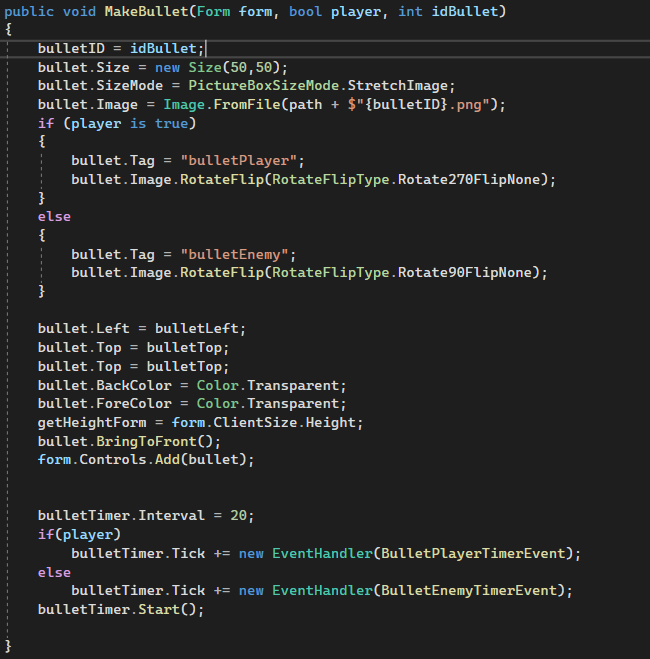 public void MakeBullet(Form form, bool player, int idBullet)
{
    bulletID = idBullet;
    bullet.Size = new Size(50,50);
    bullet.SizeMode = PictureBoxSizeMode.StretchImage;
    bullet.Image = Image.FromFile(path + $"{bulletID}.png");
    if (player is true)
    {
        bullet.Tag = "bulletPlayer";
        bullet.Image.RotateFlip(RotateFlipType.Rotate270FlipNone);
    }
    else
    {
        bullet.Tag = "bulletEnemy";
        bullet.Image.RotateFlip(RotateFlipType.Rotate90FlipNone);
    }

    bullet.Left = bulletLeft;
    bullet.Top = bulletTop;
    bullet.Top = bulletTop;
    bullet.BackColor = Color.Transparent;
    bullet.ForeColor = Color.Transparent;
    getHeightForm = form.ClientSize.Height;
    bullet.BringToFront();
    form.Controls.Add(bullet);


    bulletTimer.Interval = 20;
    if(player)
        bulletTimer.Tick += new EventHandler(BulletPlayerTimerEvent);
    else
        bulletTimer.Tick += new EventHandler(BulletEnemyTimerEvent);
    bulletTimer.Start();

}